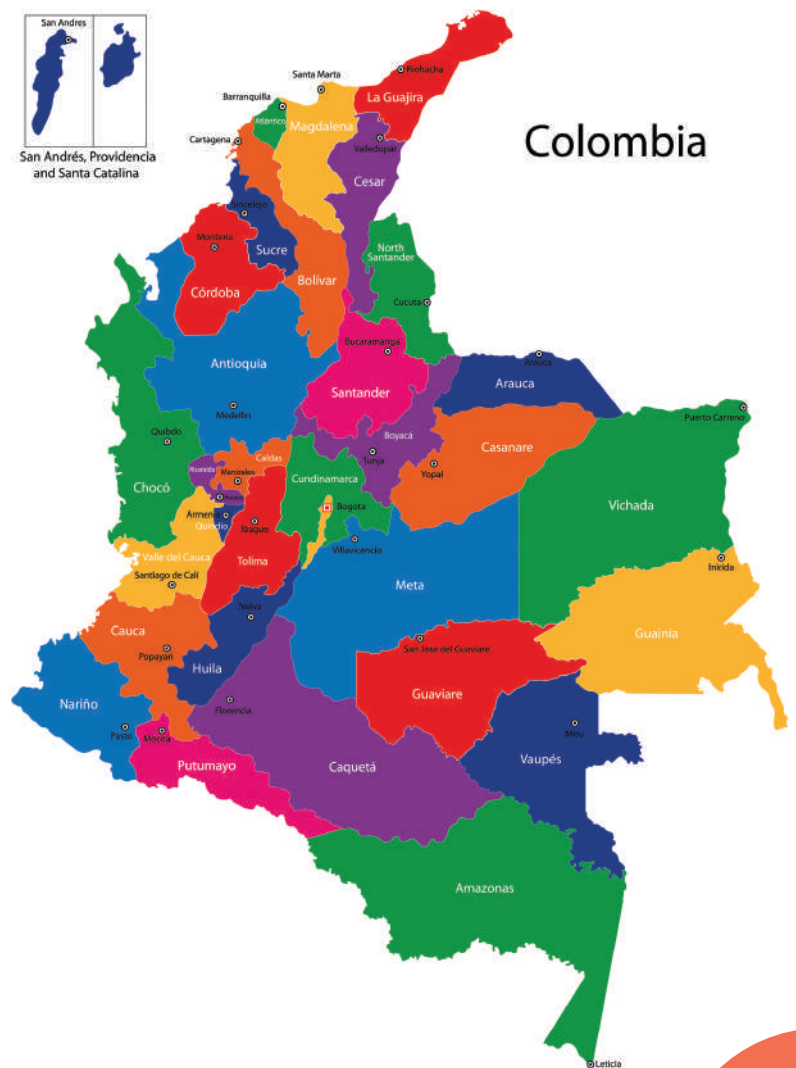 San Andres
San Andrés, Providencia
and Santa Catalina
Colombia
Riohacha
Santa Marta
La Guajira
Barranquilla
Atlántico
Magdalena
Cartagena
Valledupar
Cesar
Sincelejo
Montería
Sucre
North
Santander
Córdoba
Bolívar
Cucuta
Bucaramanga
Antioquia
Santander
Arauca
Arauca
Medellin
Puerto Carreno
Quibdo
Boyacá
Casanare
Tunja
Caldas
Yopal
Risaralda
Manizales
Cundinamarca
Chocó
Pereira
Vichada
Bogota
Armenia
Quindio
Ibague
Villavicencio
Valle del Cauca
Tolima
Inirida
Santiago de Cali
Meta
Neiva
Cauca
Guainía
San Jose del Guaviare
Popayan
Huila
Guaviare
Nariño
Florencia
Pasto
Mocoa
Mitu
Vaupés
Putumayo
Caquetá
Amazonas
Leticia